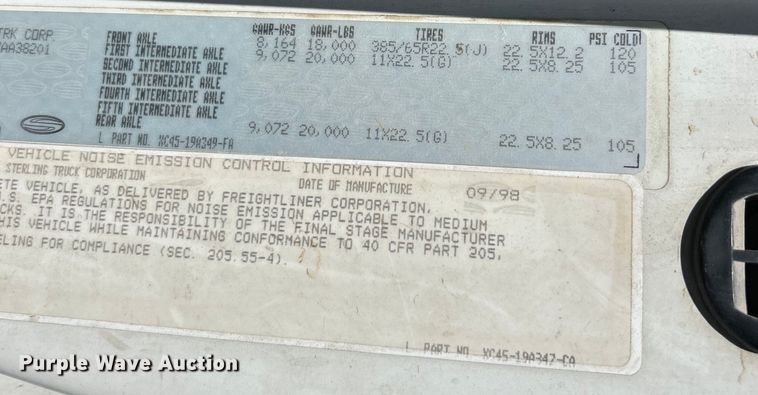 GAWR-KGS GAWR-LBS TIRES RIMS PSI COLD
TRK CORP. FRONT AXLE 8,164 18,000 385/65R22.5(J) 22.5X12.2 120
AA38201 FIRST INTERMEDIATE AXLE 9,072 20,000 11X22.5(G) 22.5X8.25 105
SECOND INTERMEDIATE AXLE
THIRD INTERMEDIATE AXLE
FOURTH INTERMEDIATE AXLE
FIFTH INTERMEDIATE AXLE
REAR AXLE 9,072 20,000 11X22.5(G) 22.5X8.25 105
L PART NO. XC45-19A349-FA
VEHICLE NOISE EMISSION CONTROL INFORMATION
STERLING TRUCK CORPORATION DATE OF MANUFACTURE 09/98
ETE VEHICLE, AS DELIVERED BY FREIGHTLINER CORPORATION,
.S. EPA REGULATIONS FOR NOISE EMISSION APPLICABLE TO MEDIUM
CKS. IT IS THE RESPONSIBILITY OF THE FINAL STAGE MANUFACTURER
THIS VEHICLE WHILE MAINTAINING CONFORMANCE TO 40 CFR PART 205,
ELING FOR COMPLIANCE (SEC. 205.55-4).
L PART NO. XC45-19A347-CA
Purple Wave Auction